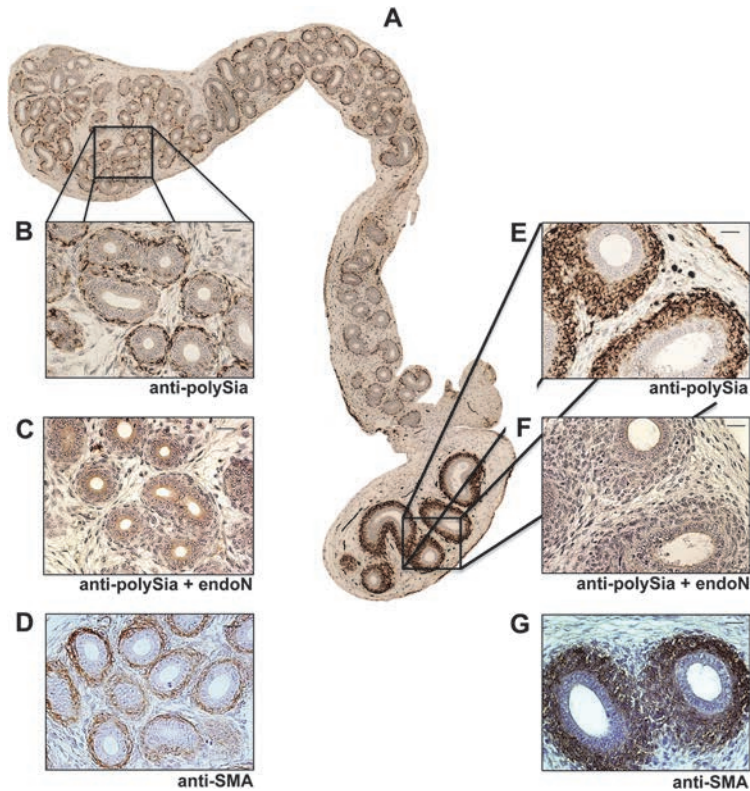 A
B
anti-polySia
C
anti-polySia + endoN
D
anti-SMA
E
anti-polySia
F
anti-polySia + endoN
G
anti-SMA